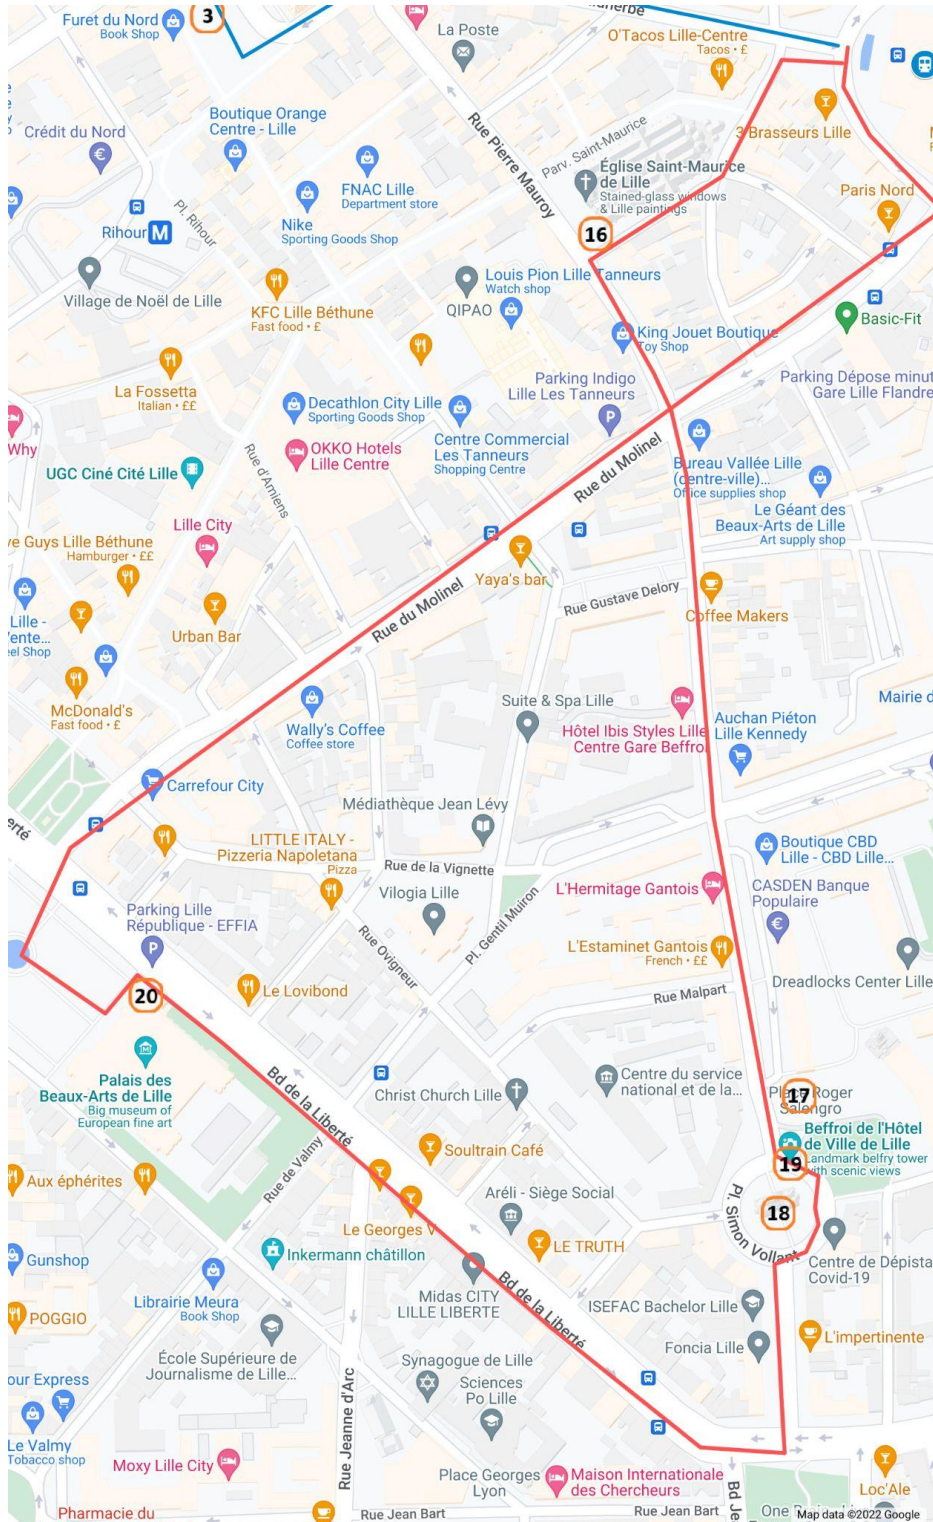 Furet du Nord
Book Shop
3
La Poste
O'Tacos Lille-Centre
Tacos • £
Boutique Orange
Centre - Lille
Crédit du Nord
Rue Pierre Mauroy
3 Brasseurs Lille
Parv. Saint-Maurice
Église Saint-Maurice
de Lille
Stained-glass windows
& Lille paintings
FNAC Lille
Department store
Paris Nord
Pl. Rihour
Nike
Sporting Goods Shop
Rihour
M
16
Village de Noël de Lille
Louis Pion Lille Tanneurs
Watch shop
QIPAO
KFC Lille Béthune
Fast food • £
Basic-Fit
King Jouet Boutique
Toy Shop
La Fossetta
Italian • ££
Parking Indigo
Lille Les Tanneurs
P
Parking Dépose minut
Gare Lille Flandre
Decathlon City Lille
Sporting Goods Shop
Why
OKKO Hotels
Lille Centre
Centre Commercial
Les Tanneurs
Shopping Centre
Rue d'Amiens
UGC Ciné Cité Lille
Rue du Molinel
Bureau Vallée Lille
(centre-ville)...
Office supplies shop
Le Géant des
Beaux-Arts de Lille
Art supply shop
Lille City
ve Guys Lille Béthune
Hamburger • ££
Yaya's bar
Rue Gustave Delory
Coffee Makers
Lille -
Urban Bar
Rue du Molinel
McDonald's
Fast food • £
Suite & Spa Lille
Mairie d
Wally's Coffee
Coffee store
Hôtel Ibis Styles Lille
Centre Gare Beffroi
Auchan Piéton
Lille Kennedy
Carrefour City
Médiathèque Jean Lévy
LITTLE ITALY -
Pizzeria Napoletana
Pizza
Rue de la Vignette
Boutique CBD
Lille - CBD Lille...
L'Hermitage Gantois
CASDEN Banque
Populaire
Vilogia Lille
Parking Lille
République - EFFIA
P
Pl. Gentil Muiron
Rue Ovigneur
L'Estaminet Gantois
French • ££
Dreadlocks Center Lille
20
Le Lovibond
Rue Malpart
Palais des
Beaux-Arts de Lille
Big museum of
European fine art
Bd de la Liberté
Christ Church Lille
Centre du service
national et de la...
17
Place Roger
Salengro
Beffroi de l'Hôtel
de Ville de Lille
Landmark belfry tower
with scenic views
19
Soultrain Café
Rue de Valmy
Aux éphérites
Aréli - Siège Social
18
Pl. Simon Vollant
Le Georges V
LE TRUTH
Gunshop
Inkermann châtillon
Centre de Dépista
Covid-19
Bd de la Liberté
Midas CITY
LILLE LIBERTE
Librairie Meura
Book Shop
ISEFAC Bachelor Lille
POGGIO
L'impertinente
Foncia Lille
École Supérieure de
Journalisme de Lille...
Synagogue de Lille
Sciences
Po Lille
our Express
Rue Jeanne d'Arc
Le Valmy
Tobacco shop
Moxy Lille City
Place Georges
Lyon
Maison Internationale
des Chercheurs
Bd Je
Loc'Ale
Pharmacie du
Rue Jean Bart
Rue Jean Bart
Map data ©2022 Google